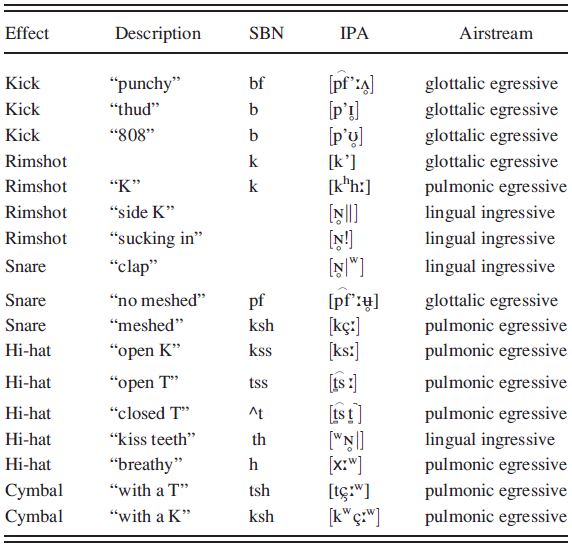 Effect Description SBN IPA Airstream
Kick “punchy” bf [p͡f’ːʌ̥] glottalic egressive
Kick “thud” b [p’ɪ̥] glottalic egressive
Kick “808” b [p’ʊ̥] glottalic egressive
Rimshot k [k’] glottalic egressive
Rimshot “K” k [kʰhː] pulmonic egressive
Rimshot “side K” [ɴ̥‖] lingual ingressive
Rimshot “sucking in” [ɴ̥!] lingual ingressive
Snare “clap” [ɴ̥|ʷ] lingual ingressive
Snare “no meshed” pf [p͡f’ːʉ̥] glottalic egressive
Snare “meshed” ksh [kçː] pulmonic egressive
Hi-hat “open K” kss [ksː] pulmonic egressive
Hi-hat “open T” tss [t̻͡sː] pulmonic egressive
Hi-hat “closed T” ^t [t̻͡s t̻̚] pulmonic egressive
Hi-hat “kiss teeth” th [ʷɴ̥|] lingual ingressive
Hi-hat “breathy” h [xːʷ] pulmonic egressive
Cymbal “with a T” tsh [tç̞ːʷ] pulmonic egressive
Cymbal “with a K” ksh [kʷçːʷ] pulmonic egressive